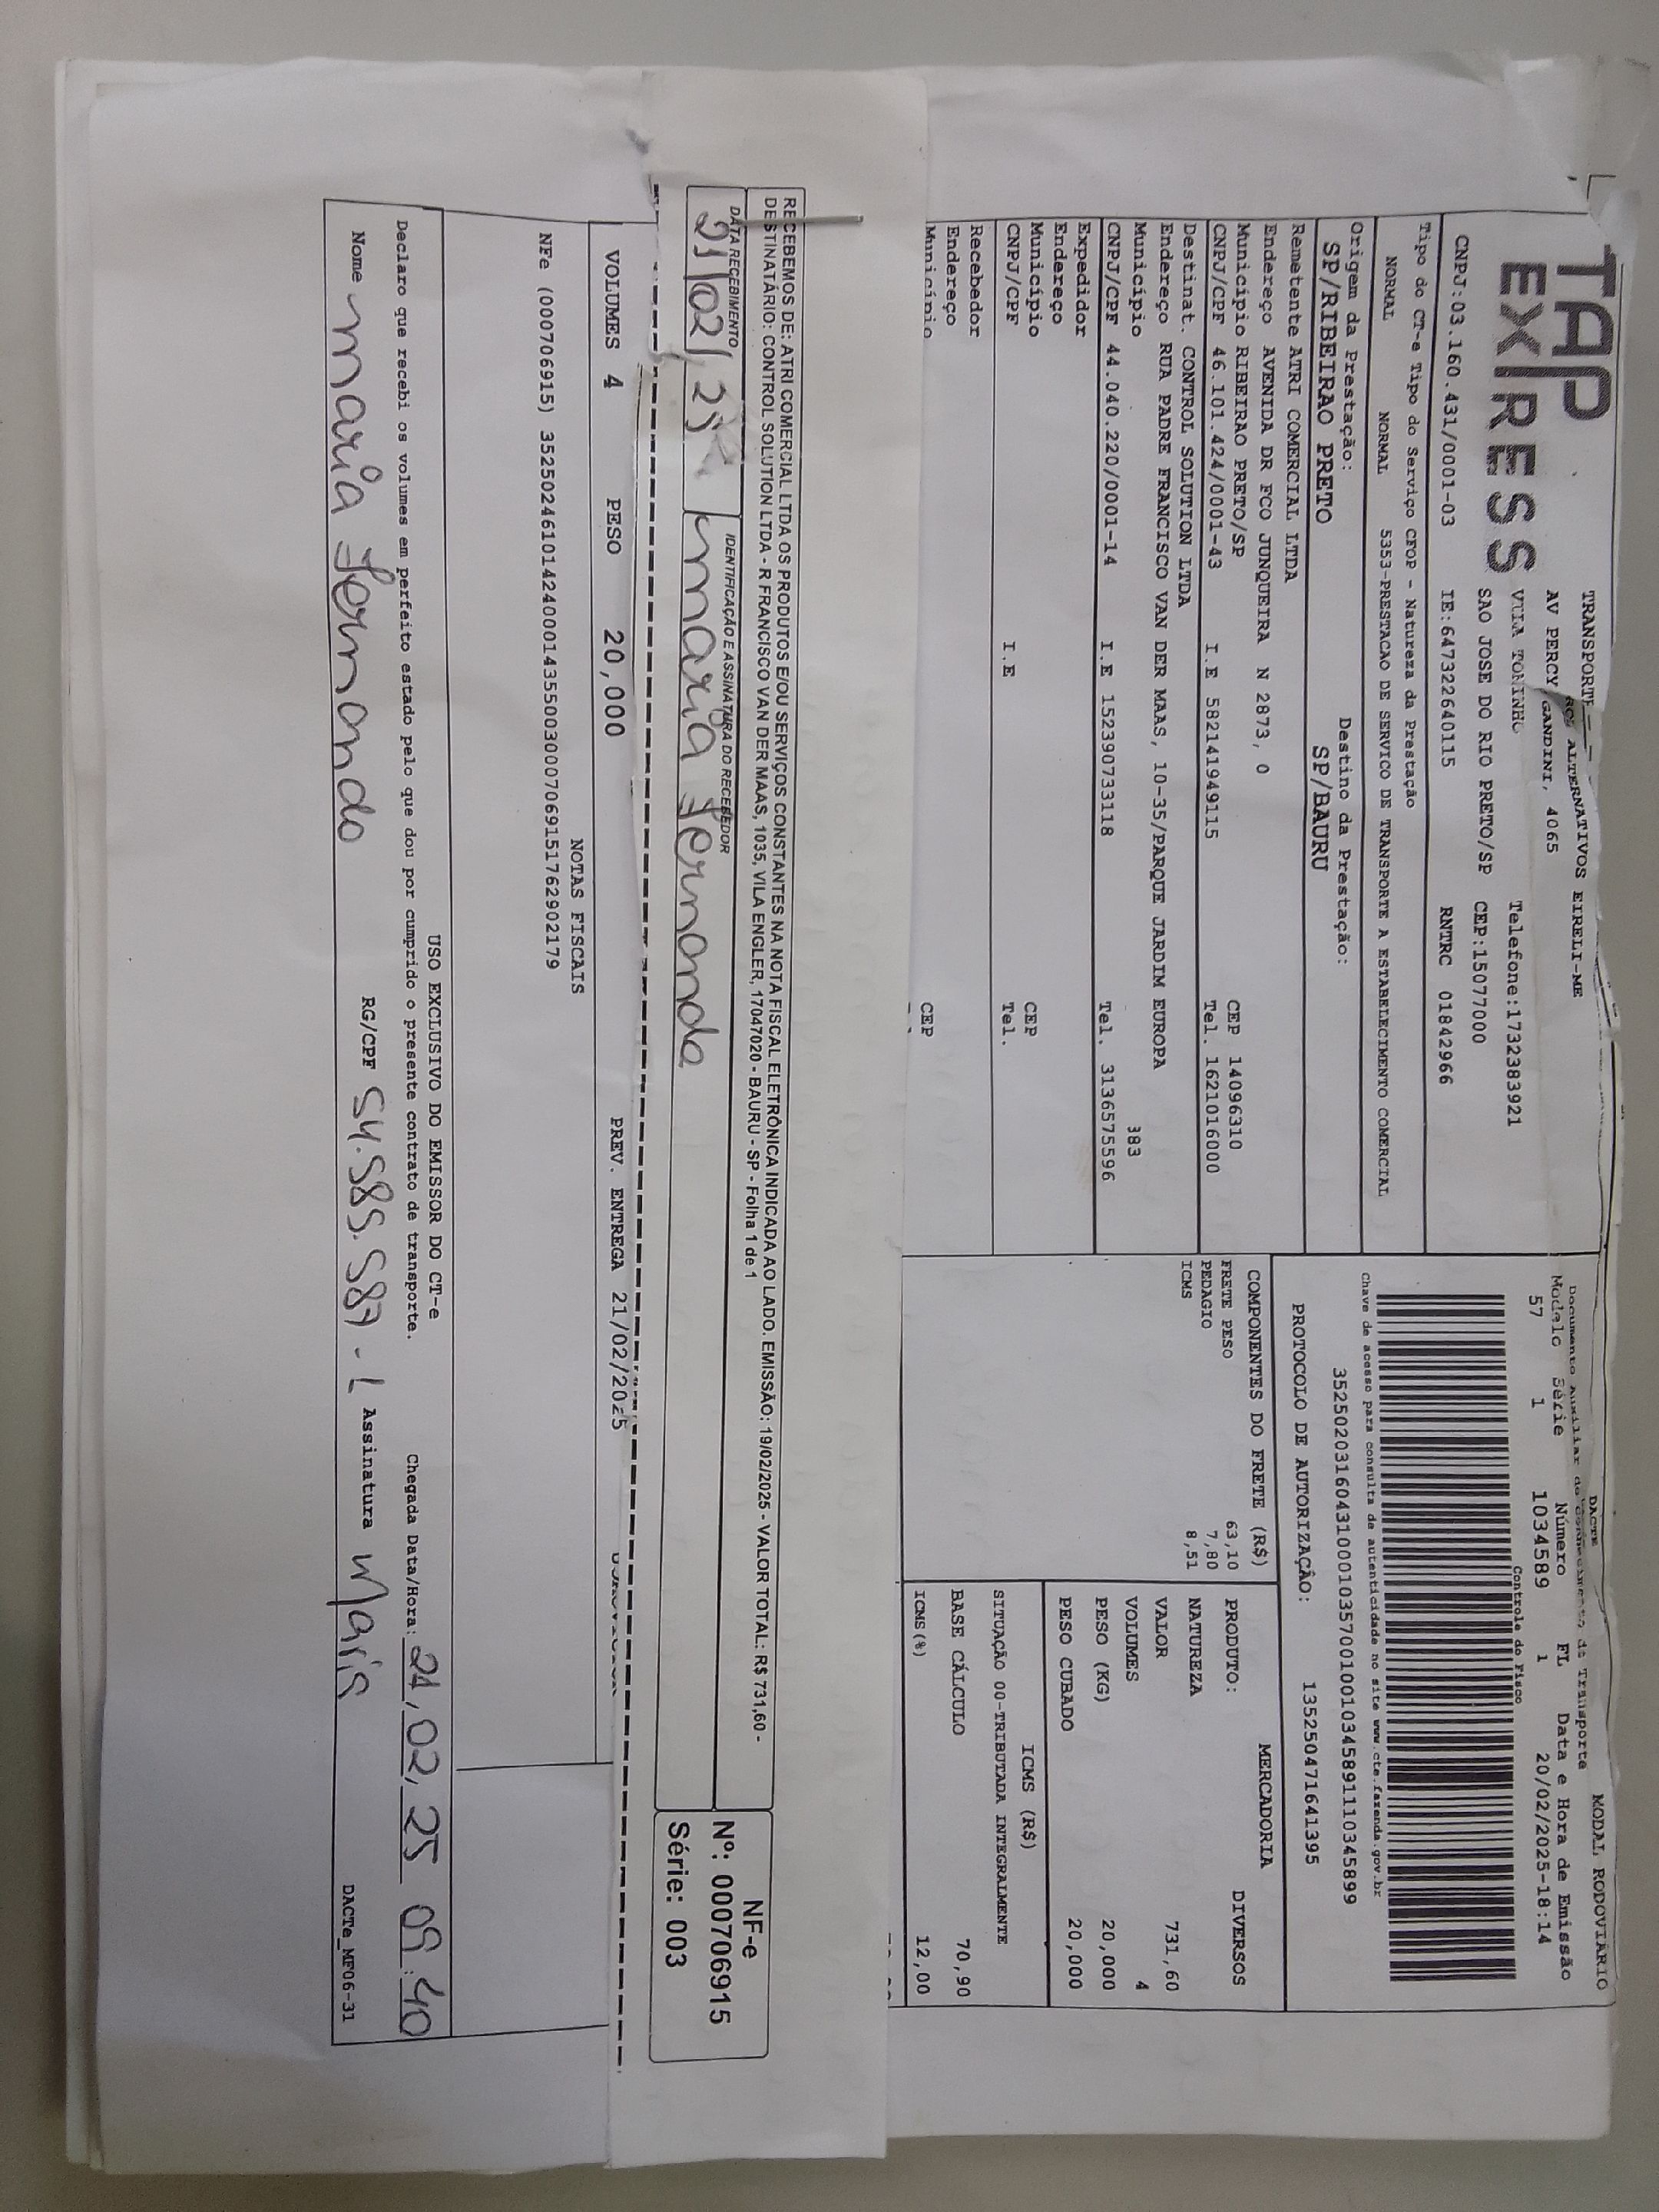 TAP
EXPRESS
TRANSPORTE ALTERNATIVOS EIRELI-ME
AV PERCY GANDINI, 4065
VILA TONINHO
Telefone:1732383921
SAO JOSE DO RIO PRETO/SP
CEP:15077000
CNPJ:03.160.431/0001-03
IE:647322640115
RNTRC 01842966
Tipo do CT-e Tipo do Serviço CFOP - Natureza da Prestação
NORMAL NORMAL 5353-PRESTACAO DE SERVICO DE TRANSPORTE A ESTABELECIMENTO COMERCIAL
Origem da Prestação: Destino da Prestação:
SP/RIBEIRAO PRETO SP/BAURU
Remetente ATRI COMERCIAL LTDA
Endereço AVENIDA DR FCO JUNQUEIRA N 2873, 0
Município RIBEIRAO PRETO/SP CEP 14096310
CNPJ/CPF 46.101.424/0001-43 I.E 582141949115 Tel. 1621016000
Destinat. CONTROL SOLUTION LTDA
Endereço RUA PADRE FRANCISCO VAN DER MAAS, 10-35/PARQUE JARDIM EUROPA
Município 383
CNPJ/CPF 44.040.220/0001-14 I.E 152390733118 Tel. 3136575596
Expedidor
Endereço
Município CEP
CNPJ/CPF I.E Tel.
Recebedor
Endereço
Município CEP
DACTE MODAL RODOVIÁRIO
Documento Auxiliar do Conhecimento de Transporte
Modelo Série Número FL Data e Hora de Emissão
57 1 1034589 1 20/02/2025-18:14
Controle do Fisco
Chave de acesso para consulta de autenticidade no site www.cte.fazenda.gov.br
35250203160431000103570010010345891110345899
PROTOCOLO DE AUTORIZAÇÃO: 135250471641395
COMPONENTES DO FRETE (R$)
FRETE PESO 63,10
PEDAGIO 7,80
ICMS 8,51
MERCADORIA
PRODUTO: DIVERSOS
NATUREZA
VALOR 731,60
VOLUMES 4
PESO (KG) 20,000
PESO CUBADO 20,000
ICMS (R$)
SITUAÇÃO 00-TRIBUTADA INTEGRALMENTE
BASE CÁLCULO 70,90
ICMS(%) 12,00
RECEBEMOS DE: ATRI COMERCIAL LTDA OS PRODUTOS E/OU SERVIÇOS CONSTANTES NA NOTA FISCAL ELETRÔNICA INDICADA AO LADO. EMISSÃO: 19/02/2025 - VALOR TOTAL: R$ 731,60 -
DESTINATÁRIO: CONTROL SOLUTION LTDA - R FRANCISCO VAN DER MAAS, 1035, VILA ENGLER, 17047020 - BAURU - SP - Folha 1 de 1
DATA RECEBIMENTO IDENTIFICAÇÃO E ASSINATURA DO RECEBEDOR
21/02/25 maria Fernanda
NF-e
Nº: 000706915
Série: 003
VOLUMES 4 PESO 20,000 PREV. ENTREGA 21/02/2025
NOTAS FISCAIS
NFe (000706915) 35250246101424000143550030007069151762902179
USO EXCLUSIVO DO EMISSOR DO CT-e
Declaro que recebi os volumes em perfeito estado pelo que dou por cumprido o presente contrato de transporte. Chegada Data/Hora: 21,02,25 09:40
Nome maria Fernanda RG/CPF 54.585.587-1 Assinatura Maria DACTe_MF06-31